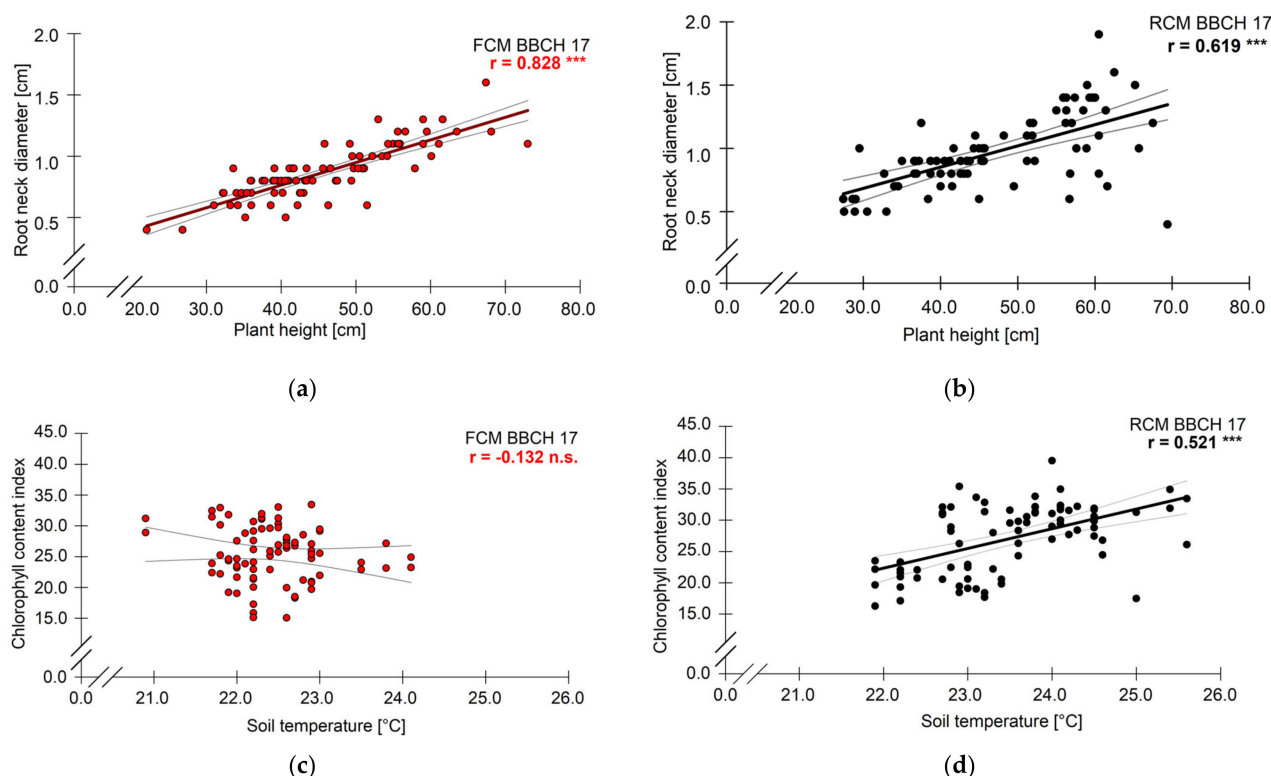 FCM BBCH 17
r = 0.828 ***
Root neck diameter [cm]
2.0
1.5
1.0
0.5
0.0
0.0 20.0 30.0 40.0 50.0 60.0 70.0 80.0
Plant height [cm]
(a)
RCM BBCH 17
r = 0.619 ***
Root neck diameter [cm]
2.0
1.5
1.0
0.5
0.0
0.0 20.0 30.0 40.0 50.0 60.0 70.0 80.0
Plant height [cm]
(b)
FCM BBCH 17
r = -0.132 n.s.
Chlorophyll content index
45.0
40.0
35.0
30.0
25.0
20.0
15.0
0.0
0.0 21.0 22.0 23.0 24.0 25.0 26.0
Soil temperature [°C]
(c)
RCM BBCH 17
r = 0.521 ***
Chlorophyll content index
45.0
40.0
35.0
30.0
25.0
20.0
15.0
0.0
0.0 21.0 22.0 23.0 24.0 25.0 26.0
Soil temperature [°C]
(d)